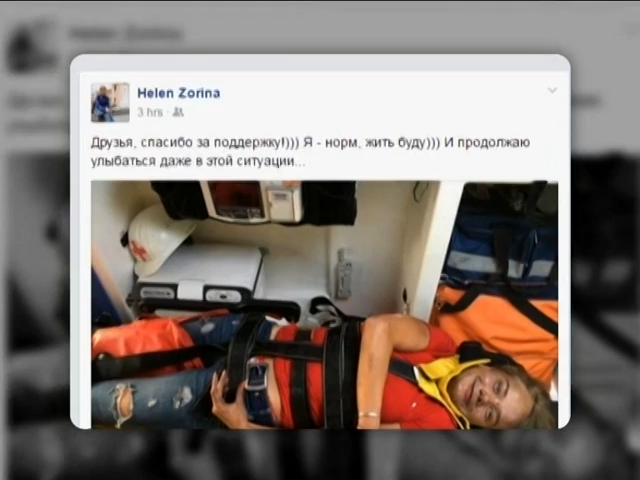 Helen Zorina
3 hrs
Друзья, спасибо за поддержку!))) Я - норм, жить буду))) И продолжаю
улыбаться даже в этой ситуации...